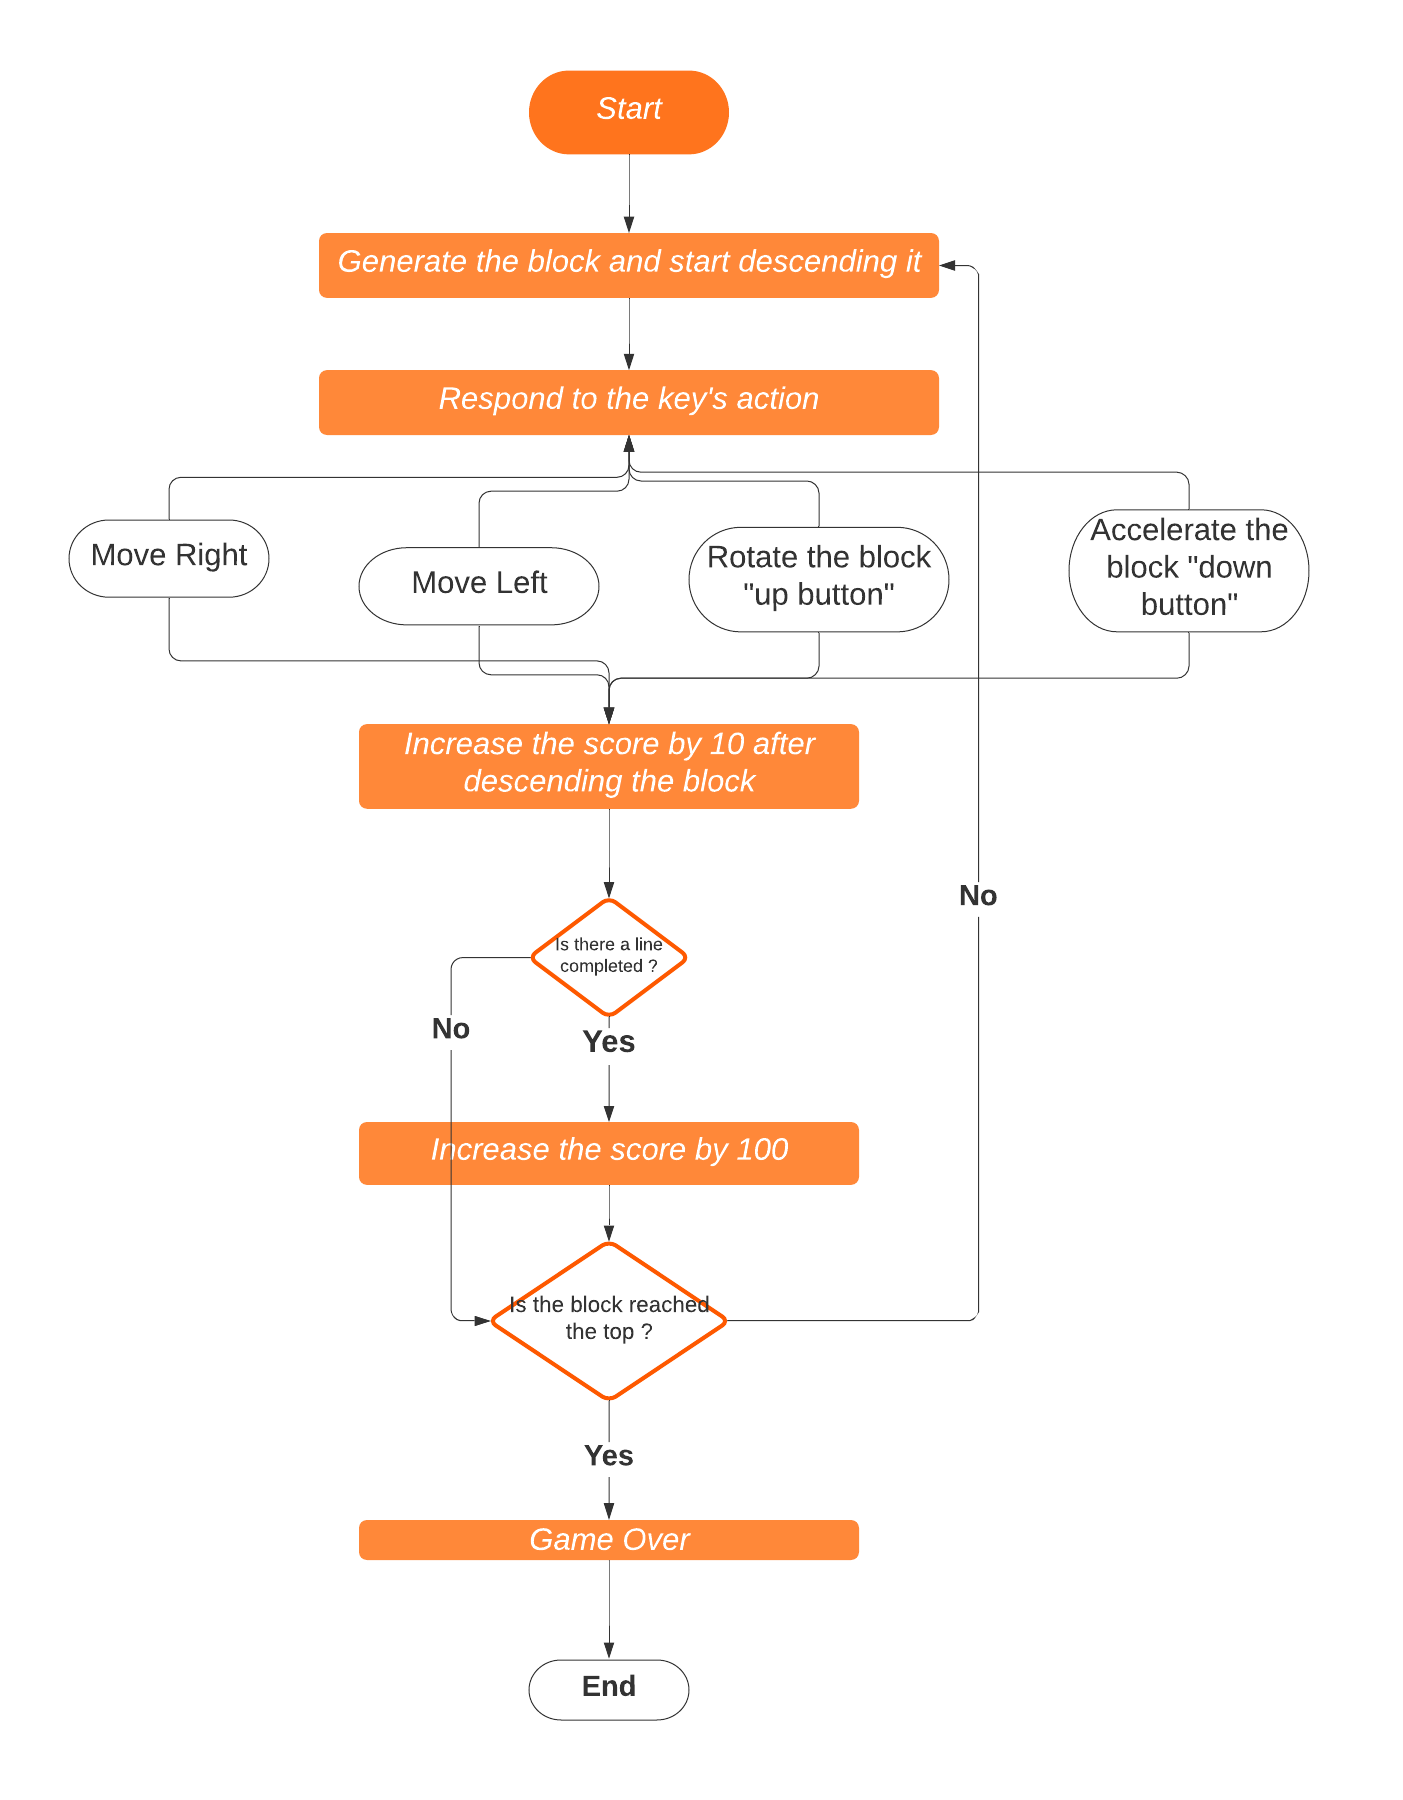 Start
Generate the block and start descending it
Respond to the key's action
Move Right
Move Left
Rotate the block
"up button"
Accelerate the
block "down
button"
Increase the score by 10 after
descending the block
Is there a line
completed ?
No
Yes
No
Increase the score by 100
Is the block reached
the top ?
Yes
Game Over
End